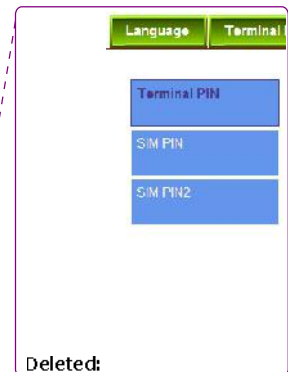 Language Terminal
Terminal PIN
SIM PIN
SIM PIN2
Deleted: